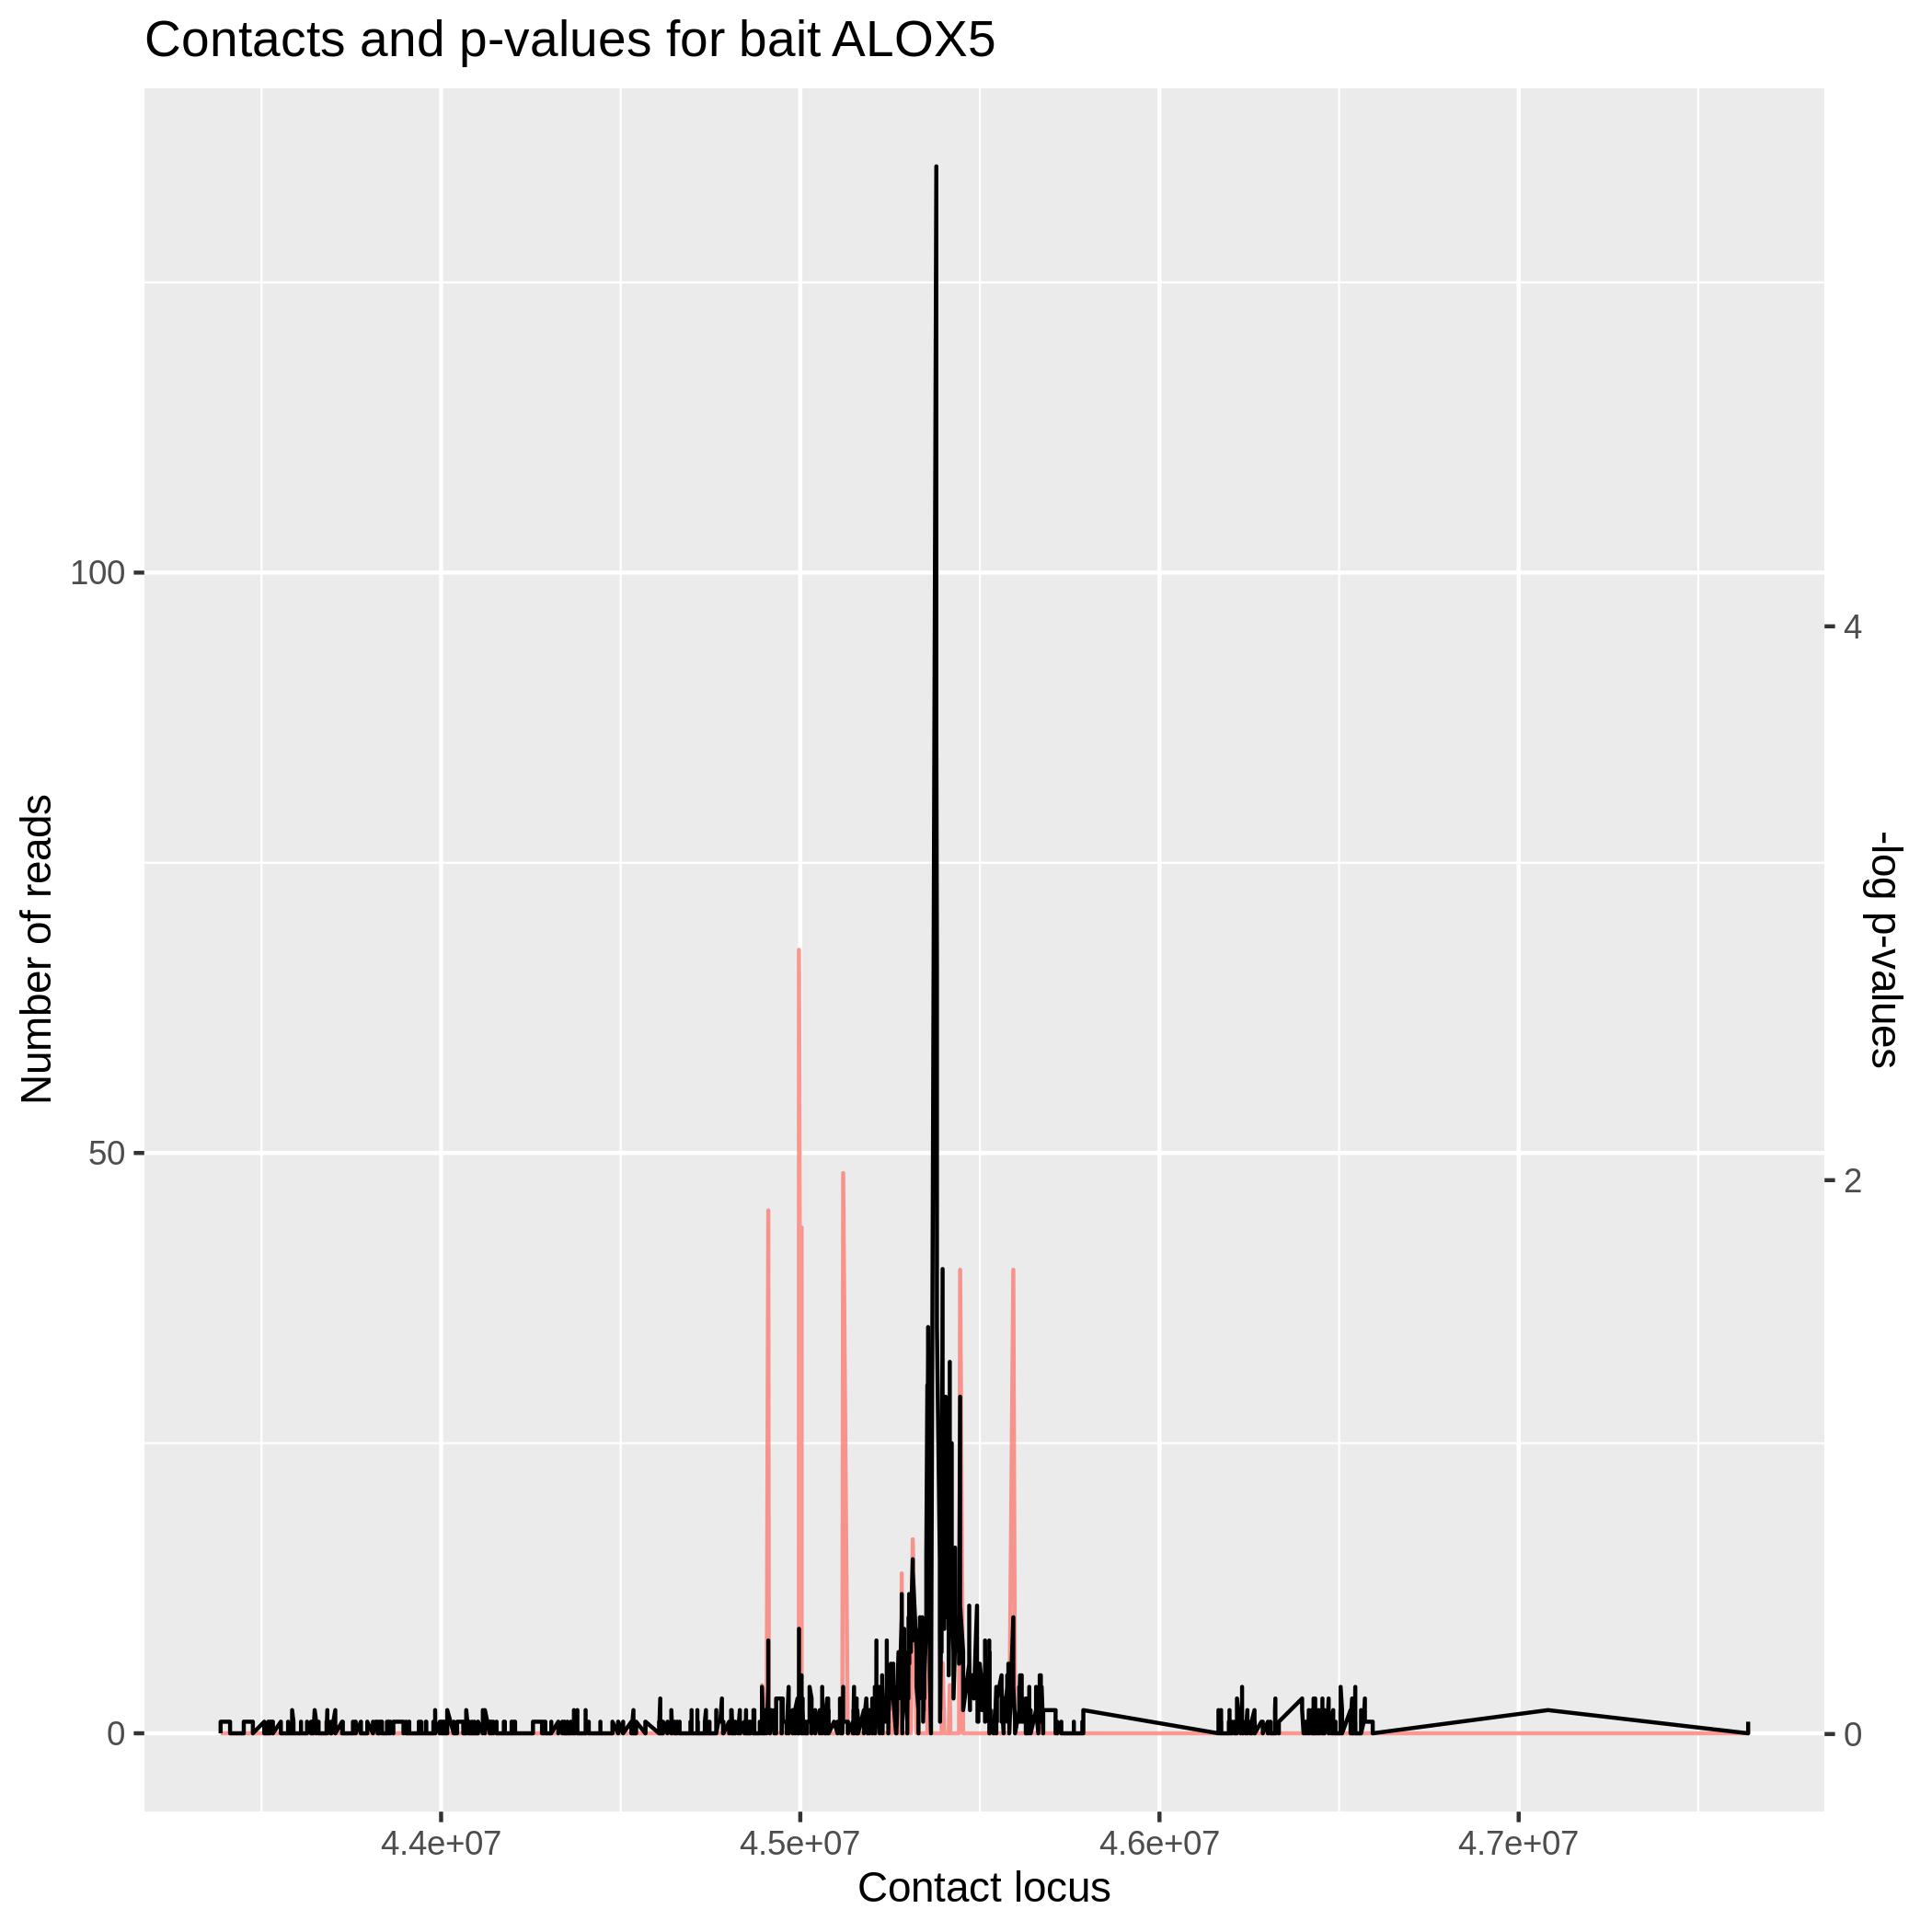 Contacts and p-values for bait ALOX5
Number of reads
100
50
0
4
2
0
-log p-values
4.4e+07
4.5e+07
4.6e+07
4.7e+07
Contact locus